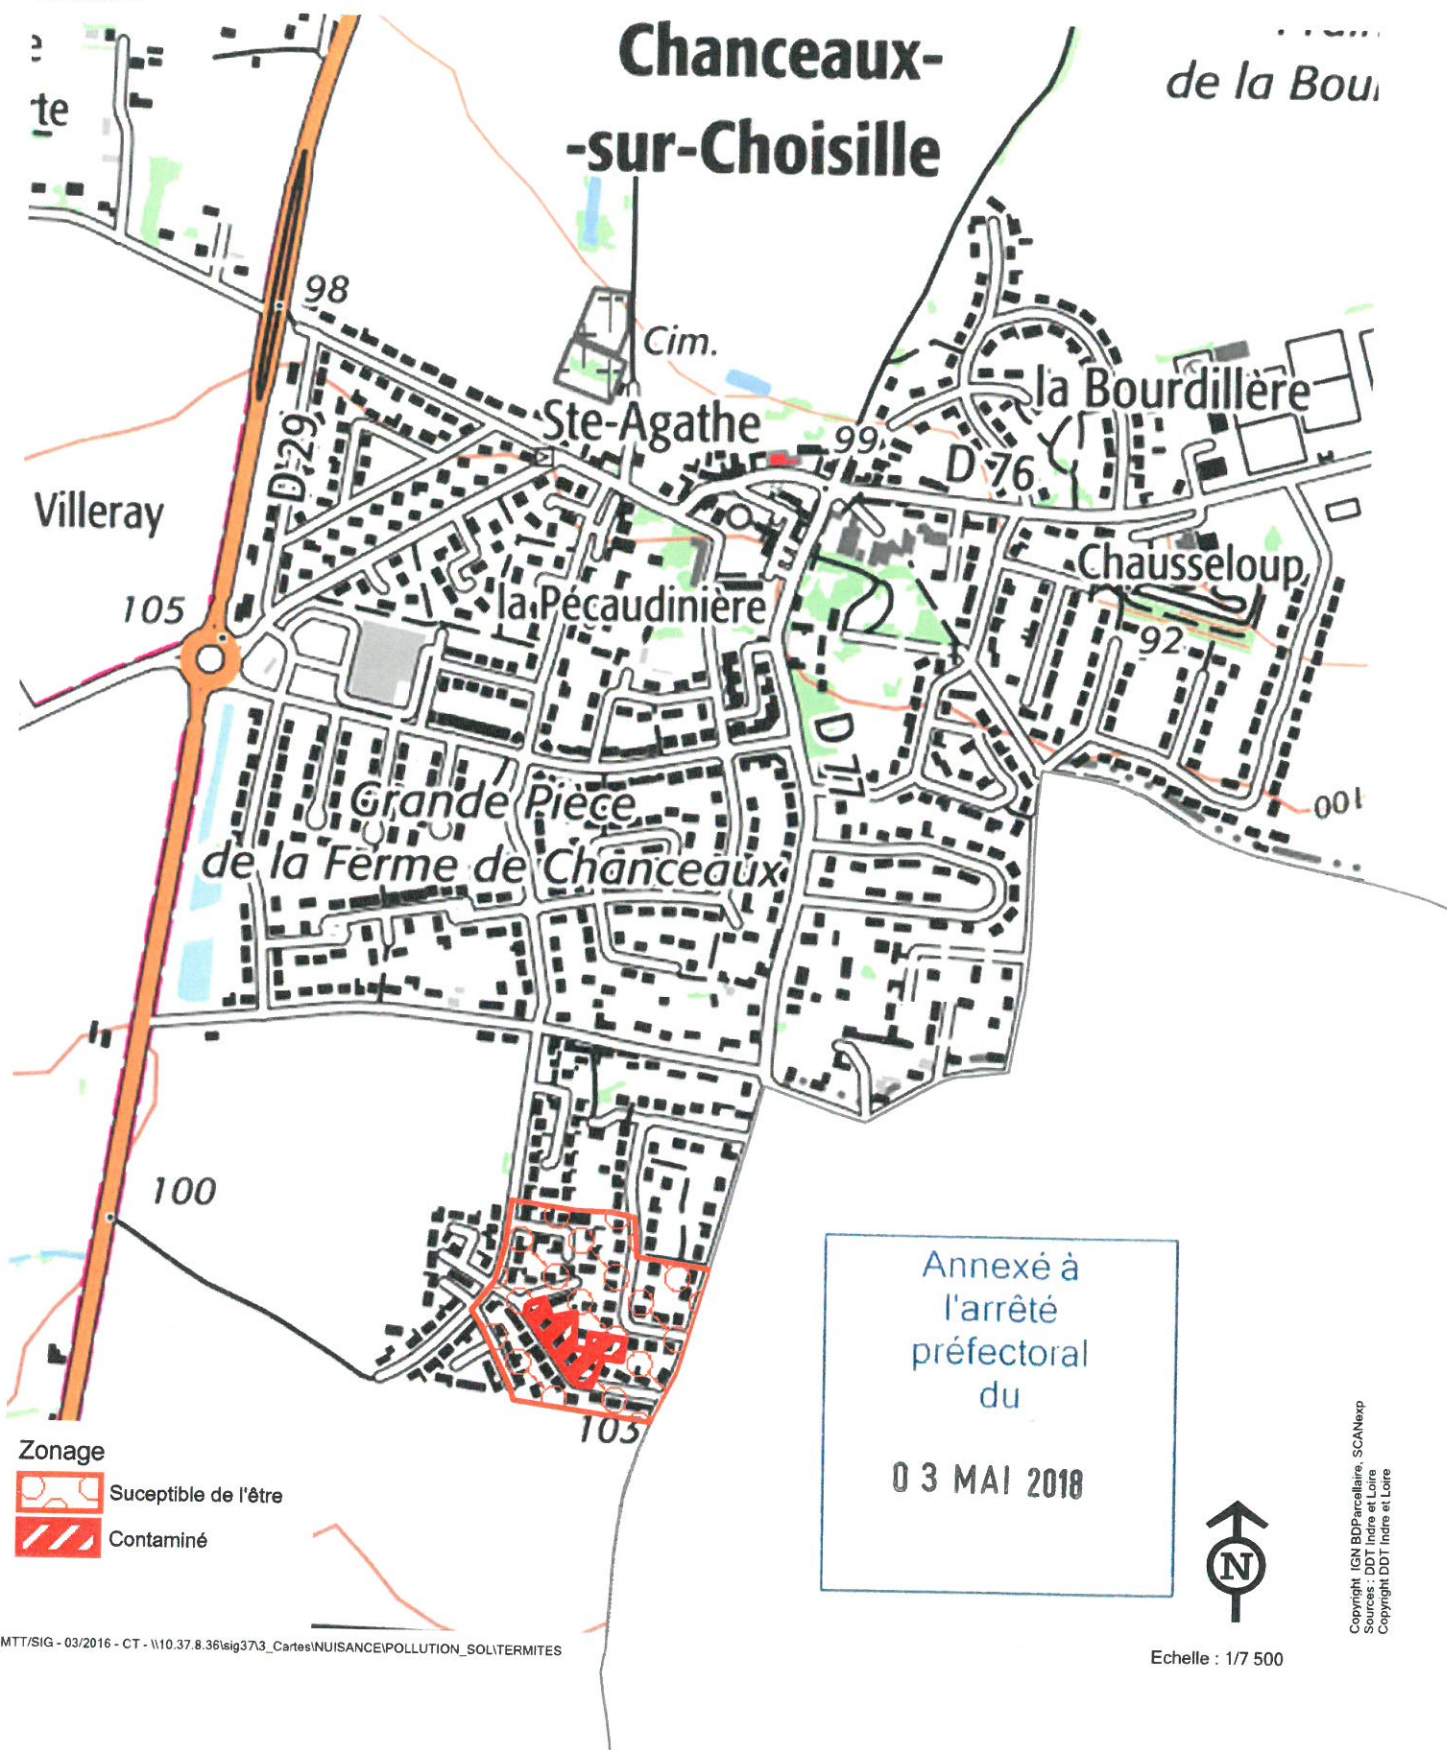 Chanceaux-
-sur-Choisille
de la Bour
e
rte
98
Cim.
Ste-Agathe
99
la Bourdillère
D 76
D 29
Villeray
Chausseloup
105
la Pécaudinière
92
D 77
Grande Pièce
de la Ferme de Chanceaux
100
100
103
Annexé à
l'arrêté
préfectoral
du
03 MAI 2018
Zonage
Suceptible de l'être
Contaminé
N
MTT/SIG - 03/2016 - CT - \\10.37.8.36\sig37\3_Cartes\NUISANCE\POLLUTION_SOL\TERMITES
Echelle : 1/7 500
Copyright IGN BDParcellaire, SCANexp
Sources : DDT Indre et Loire
Copyright DDT Indre et Loire